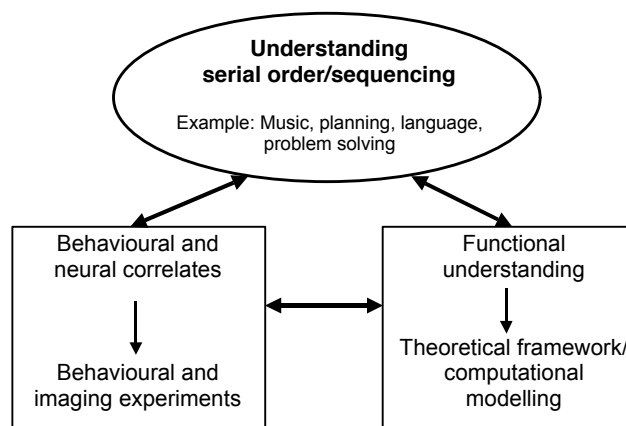 Understanding
serial order/sequencing
Example: Music, planning, language,
problem solving
Behavioural and
neural correlates
Behavioural and
imaging experiments
Functional
understanding
Theoretical framework/
computational
modelling